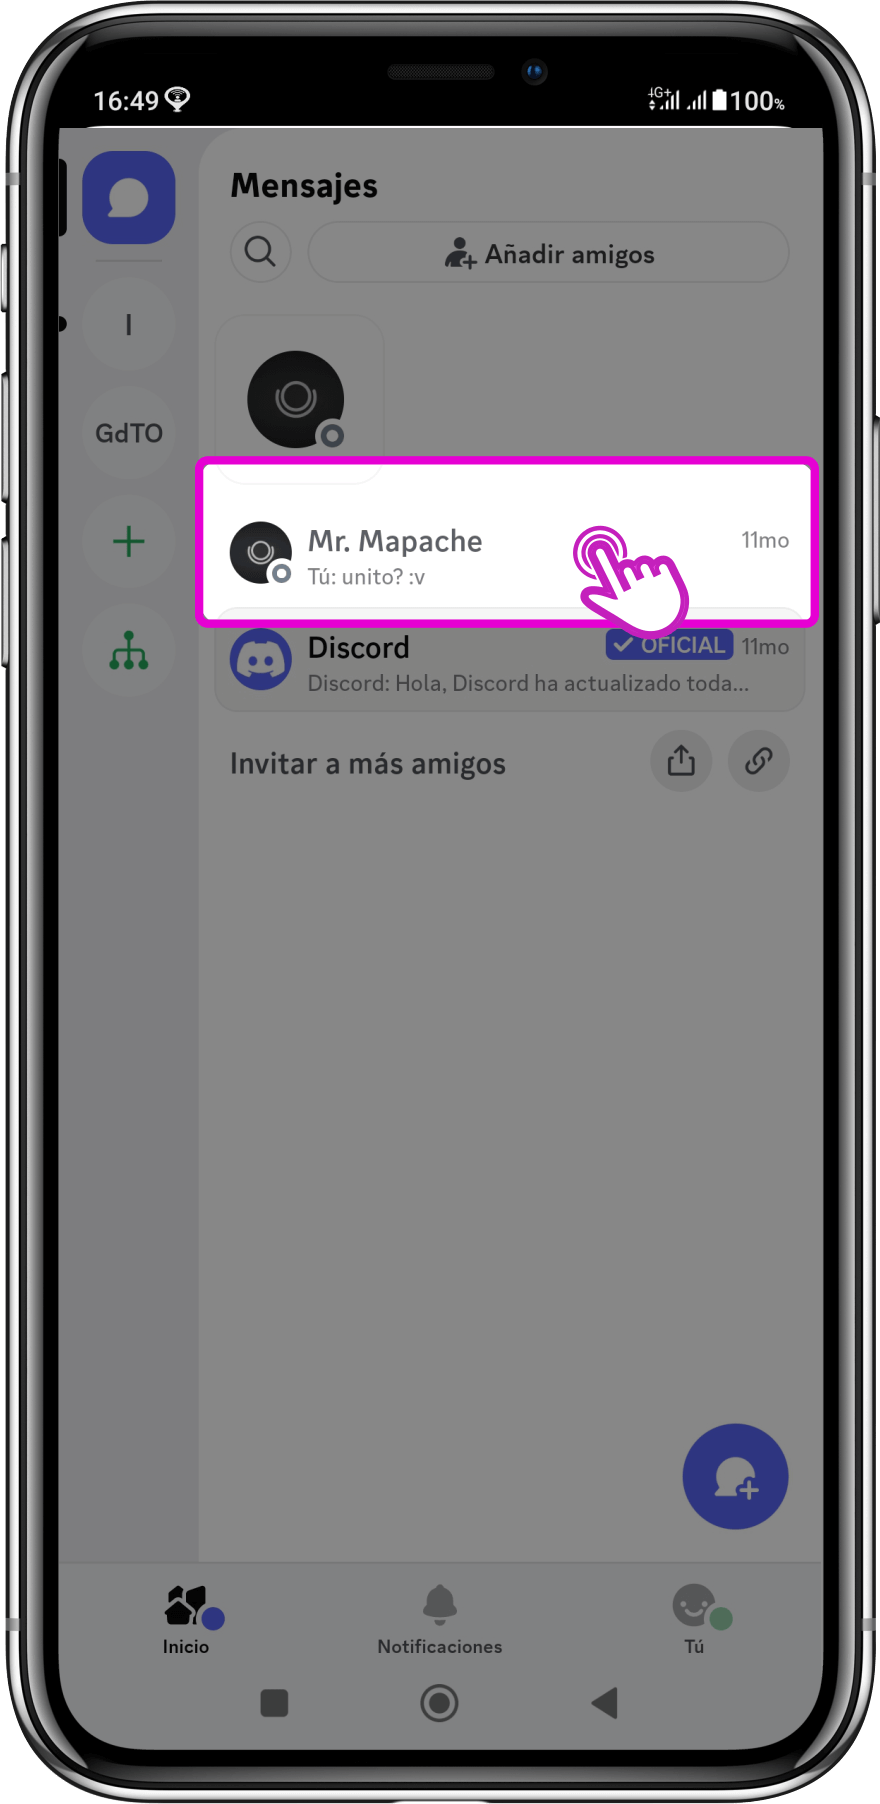 16:49 4G+ 100%
Mensajes
Añadir amigos
I
GdTO
Mr. Mapache 11mo
Tú: unito? :v
Discord OFICIAL 11mo
Discord: Hola, Discord ha actualizado toda...
Invitar a más amigos
Inicio Notificaciones Tú